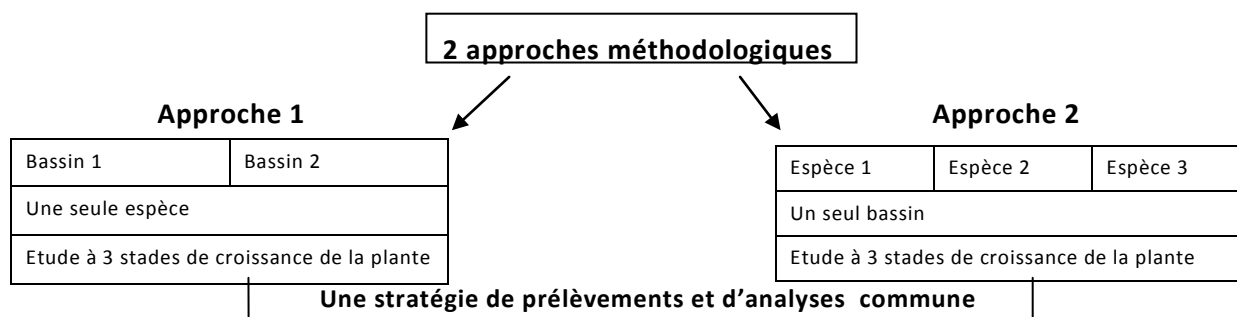 2 approches méthodologiques
Approche 1
Bassin 1 Bassin 2
Une seule espèce
Etude à 3 stades de croissance de la plante
Approche 2
Espèce 1 Espèce 2 Espèce 3
Un seul bassin
Etude à 3 stades de croissance de la plante
Une stratégie de prélèvements et d’analyses commune